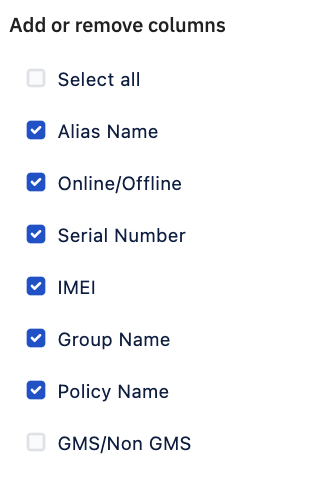 Add or remove columns
Select all
Alias Name
Online/Offline
Serial Number
IMEI
Group Name
Policy Name
GMS/Non GMS